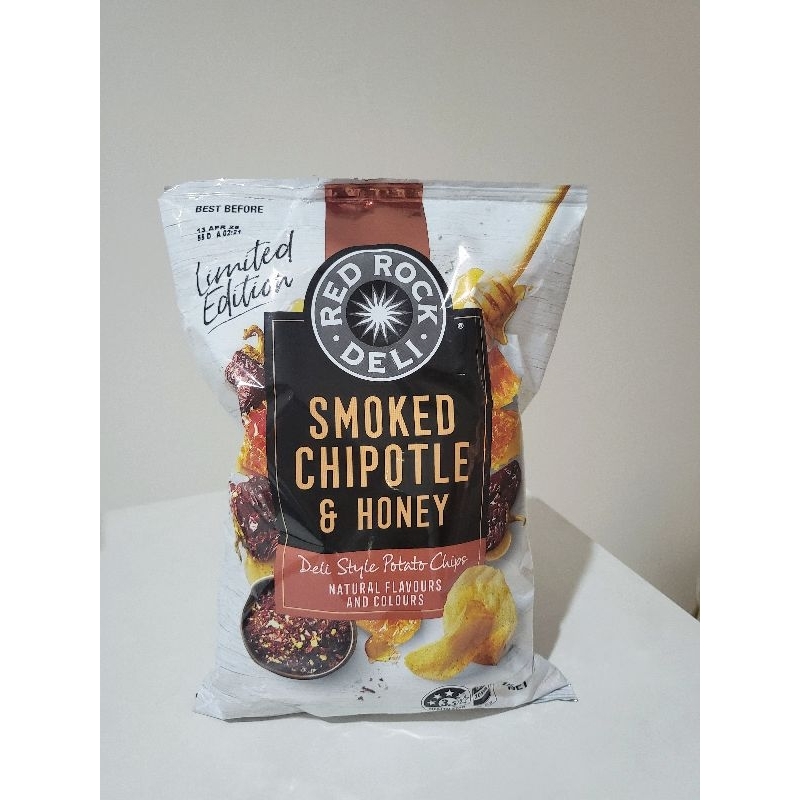 BEST BEFORE
Limited
Edition
RED ROCK
· DELI ·
®
SMOKED
CHIPOTLE
& HONEY
Deli Style Potato Chips
NATURAL FLAVOURS
AND COLOURS